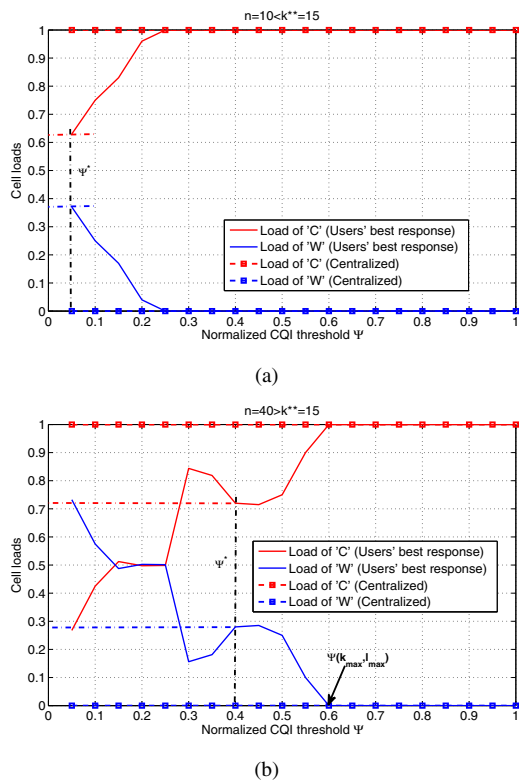 n=10<k**=15
1
0.9
0.8
0.7
0.6
0.5
0.4
0.3
0.2
0.1
0
Cell loads
Ψ*
Load of 'C' (Users' best response)
Load of 'W' (Users' best response)
Load of 'C' (Centralized)
Load of 'W' (Centralized)
0 0.1 0.2 0.3 0.4 0.5 0.6 0.7 0.8 0.9 1
Normalized CQI threshold Ψ
(a)
n=40>k**=15
1
0.9
0.8
0.7
0.6
0.5
0.4
0.3
0.2
0.1
0
Cell loads
Ψ*
Load of 'C' (Users' best response)
Load of 'W' (Users' best response)
Load of 'C' (Centralized)
Load of 'W' (Centralized)
Ψ(k_max,l_max)
0 0.1 0.2 0.3 0.4 0.5 0.6 0.7 0.8 0.9 1
Normalized CQI threshold Ψ
(b)